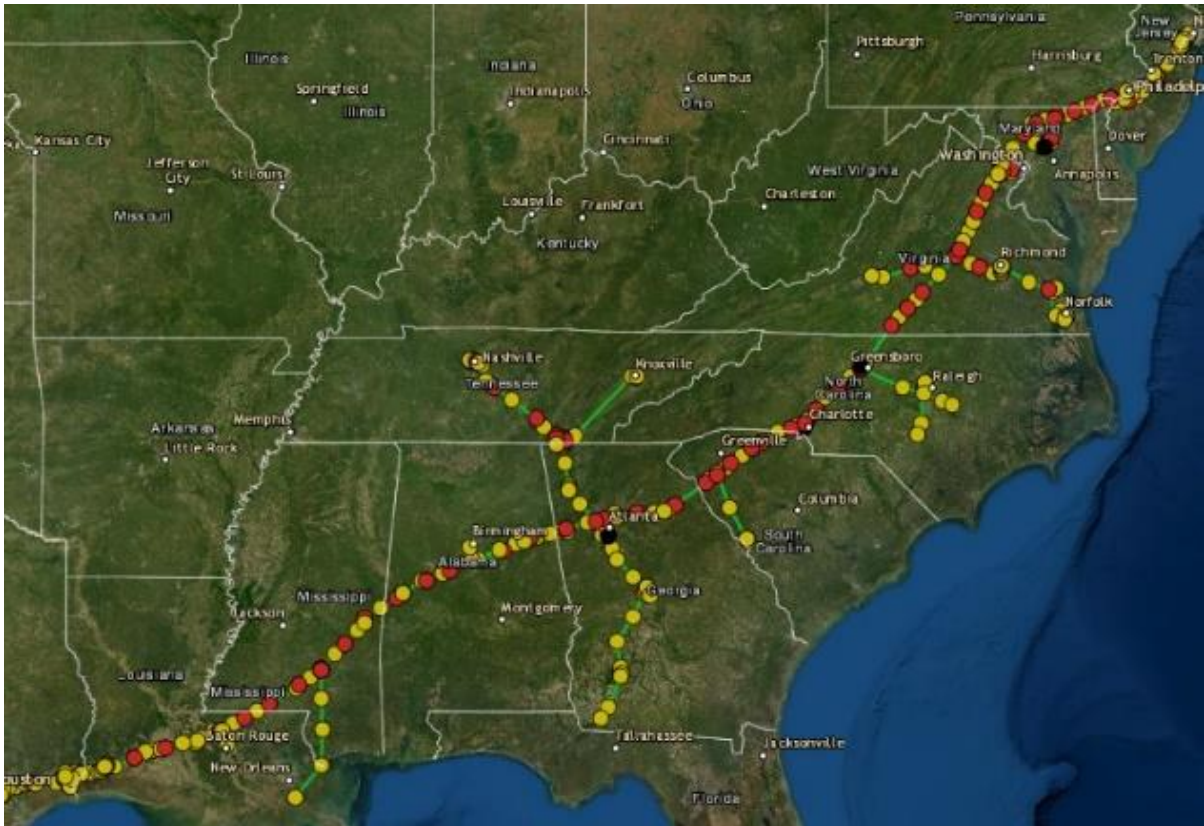 Pennsylvania
New
Jersey
Pittsburgh
Harrisburg
Trenton
Illinois
Indiana
Columbus
Philadelp
Springfield
Indianapolis
Ohio
Illinois
Maryland
Dover
Kansas City
Cincinnati
Washington
Jefferson
City
St Louis
West Virginia
Annapolis
Missouri
Louisville
Frankfort
Charleston
Kentucky
Virginia
Richmond
Norfolk
Nashville
Knoxville
Greensboro
Tennessee
North
Carolina
Raleigh
Memphis
Charlotte
Arkansas
Little Rock
Greenville
Columbia
Birmingham
Atlanta
South
Carolina
Alabama
Mississippi
Georgia
Jackson
Montgomery
Louisiana
Mississippi
Baton Rouge
Tallahassee
Jacksonville
New Orleans
ouston
Florida